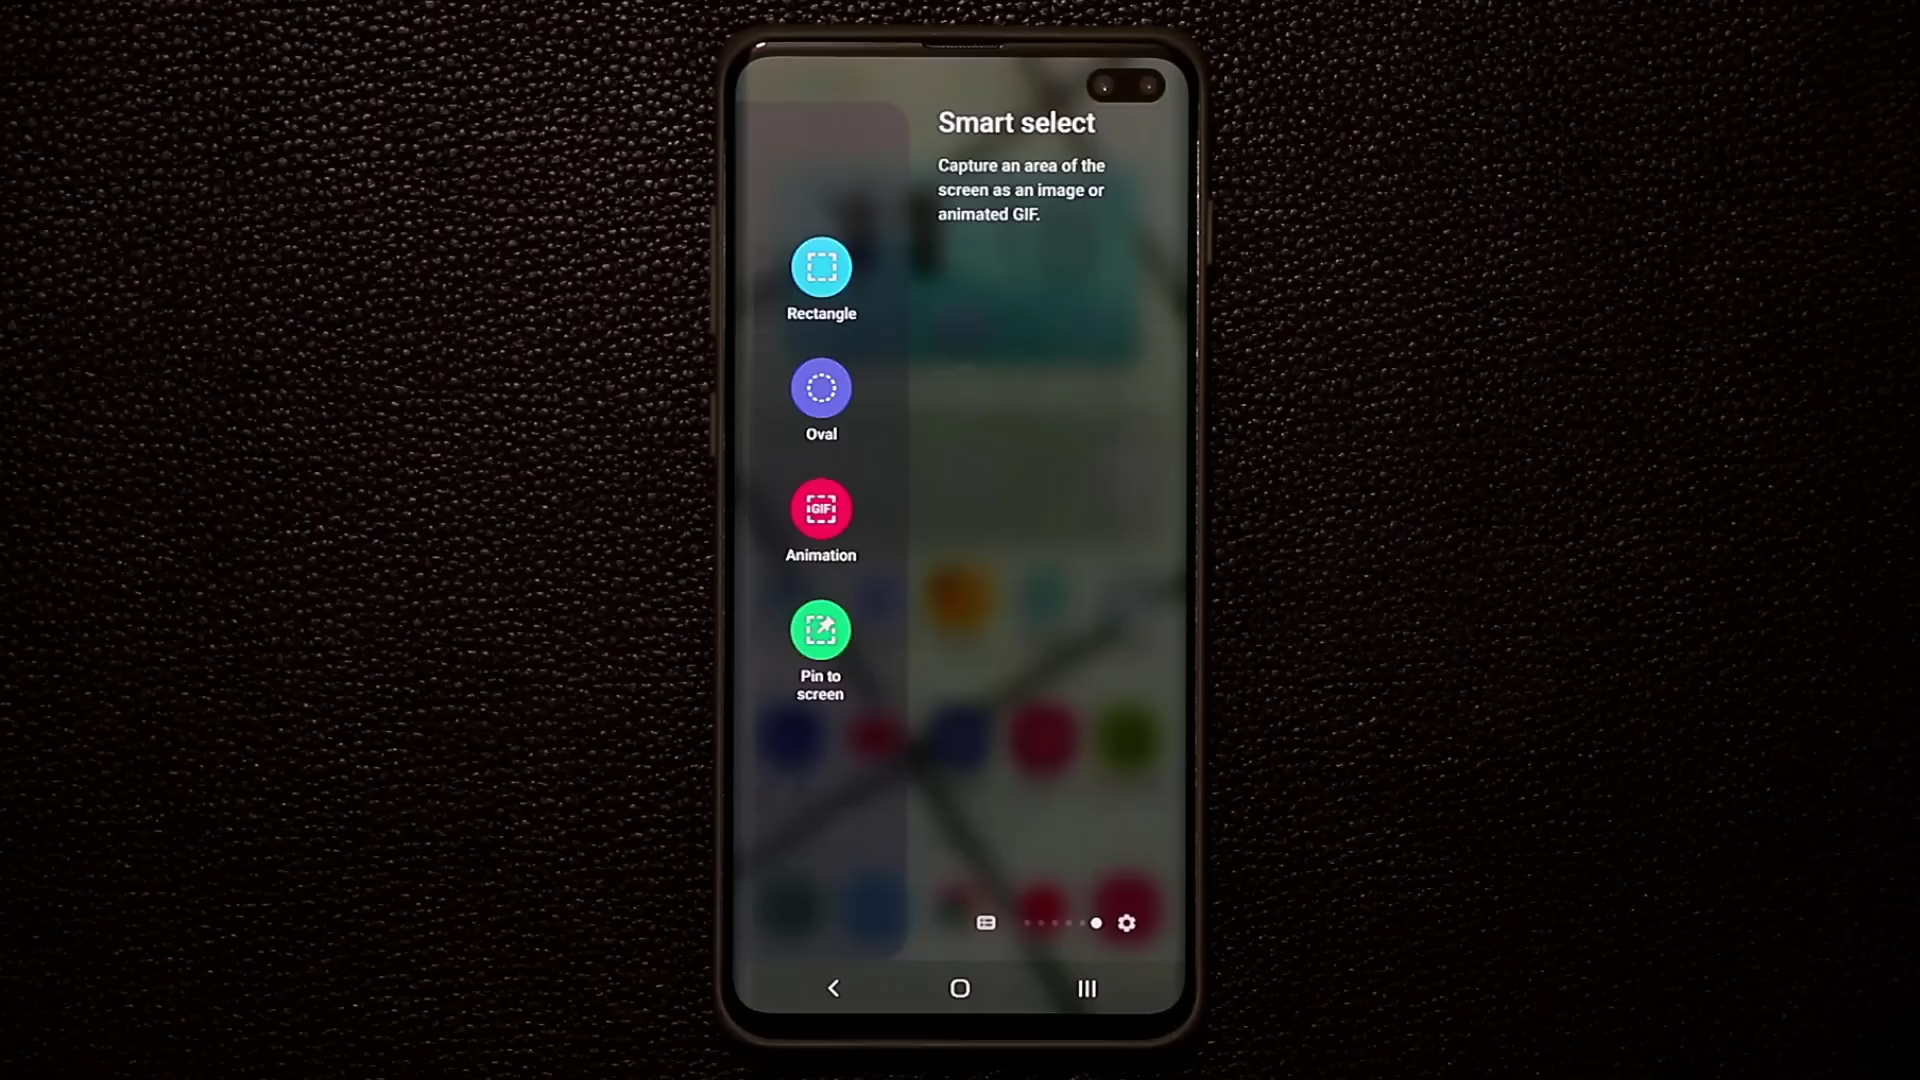 Smart select
Capture an area of the
screen as an image or
animated GIF.
Rectangle
Oval
GIF
Animation
Pin to
screen